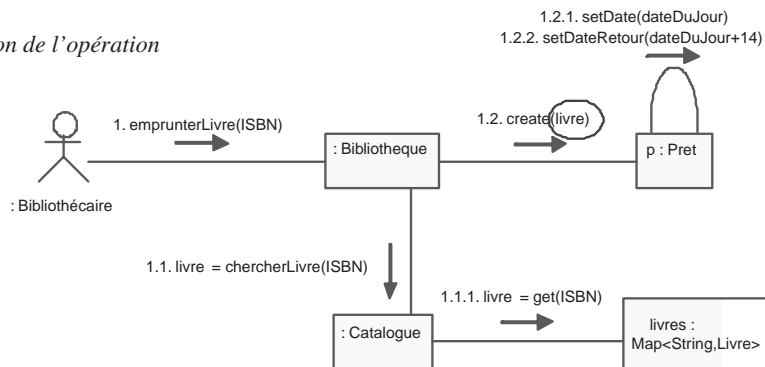 1.2.1. setDate(dateDuJour)
on de l'opération
1.2.2. setDateRetour(dateDuJour+14)
1. emprunterLivre(ISBN)
1.2. create(livre)
: Bibliotheque
p : Pret
: Bibliothécaire
1.1. livre = chercherLivre(ISBN)
1.1.1. livre = get(ISBN)
: Catalogue
livres :
Map<String,Livre>